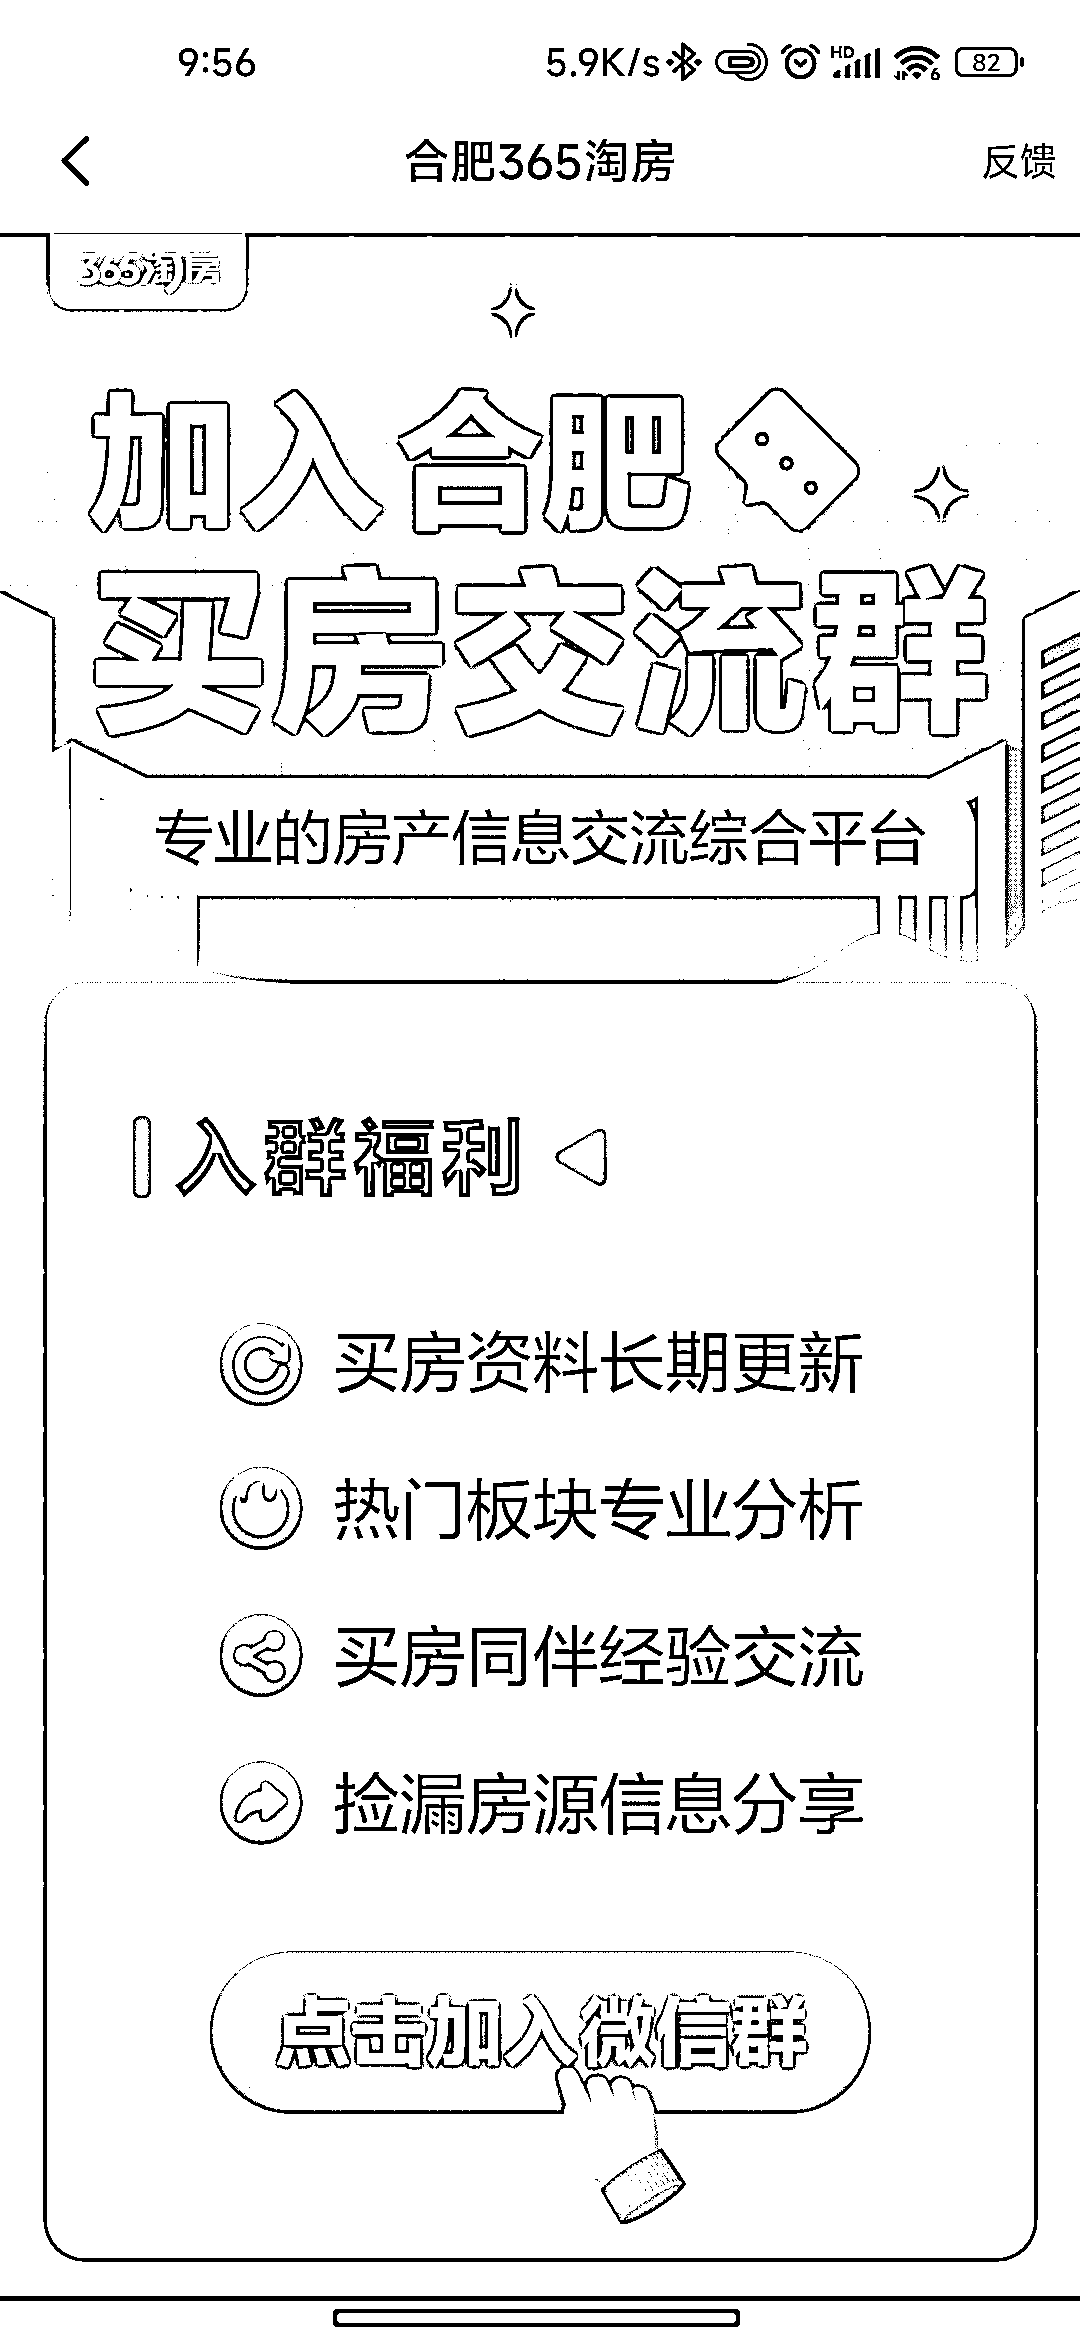 9:56 5.9K/s HD 6 82
合肥365淘房 反馈
365淘房
加入合肥
买房交流群
专业的房产信息交流综合平台
入群福利
买房资料长期更新
热门板块专业分析
买房同伴经验交流
捡漏房源信息分享
点击加入微信群